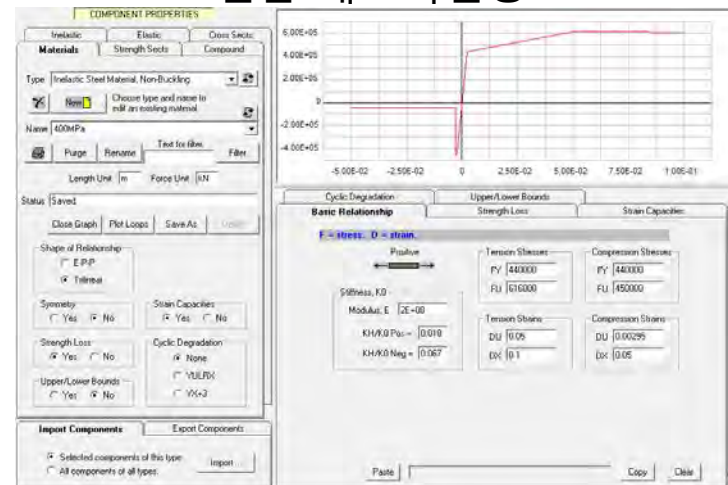 COMPONENT PROPERTIES
Inelastic Elastic Cross Sects.
Materials Strength Sects Compound
Type Inelastic Steel Material, Non-Buckling
New Choose type and name to
edit an existing material.
Name 400MPa
Text for filter
Purge Rename Filter
Length Unit m Force Unit kN
Status Saved.
Close Graph Plot Loops Save As
Shape of Relationship
E-P-P
Trilinear
Symmetry
Yes No
Strain Capacities
Yes No
Strength Loss
Yes No
Cyclic Degradation
None
YULRX
YX+3
Upper/Lower Bounds
Yes No
Import Components Export Components
Selected components of this type.
All components of all types.
Import ...
6.00E+05
4.00E+05
2.00E+05
0
-2.00E+05
-4.00E+05
-5.00E-02 -2.50E-02 0 2.50E-02 5.00E-02 7.50E-02 1.00E-01
Cyclic Degradation Upper/Lower Bounds
Basic Relationship Strength Loss Strain Capacities
F = stress. D = strain.
Positive
Stiffness, K0
Modulus, E 2E+08
KH/K0 Pos = 0.018
KH/K0 Neg = 0.067
Tension Stresses
FY 440000
FU 616000
Compression Stresses
FY 440000
FU 450000
Tension Strains
DU 0.05
DX 0.1
Compression Strains
DU 0.00295
DX 0.05
Paste Copy Clear